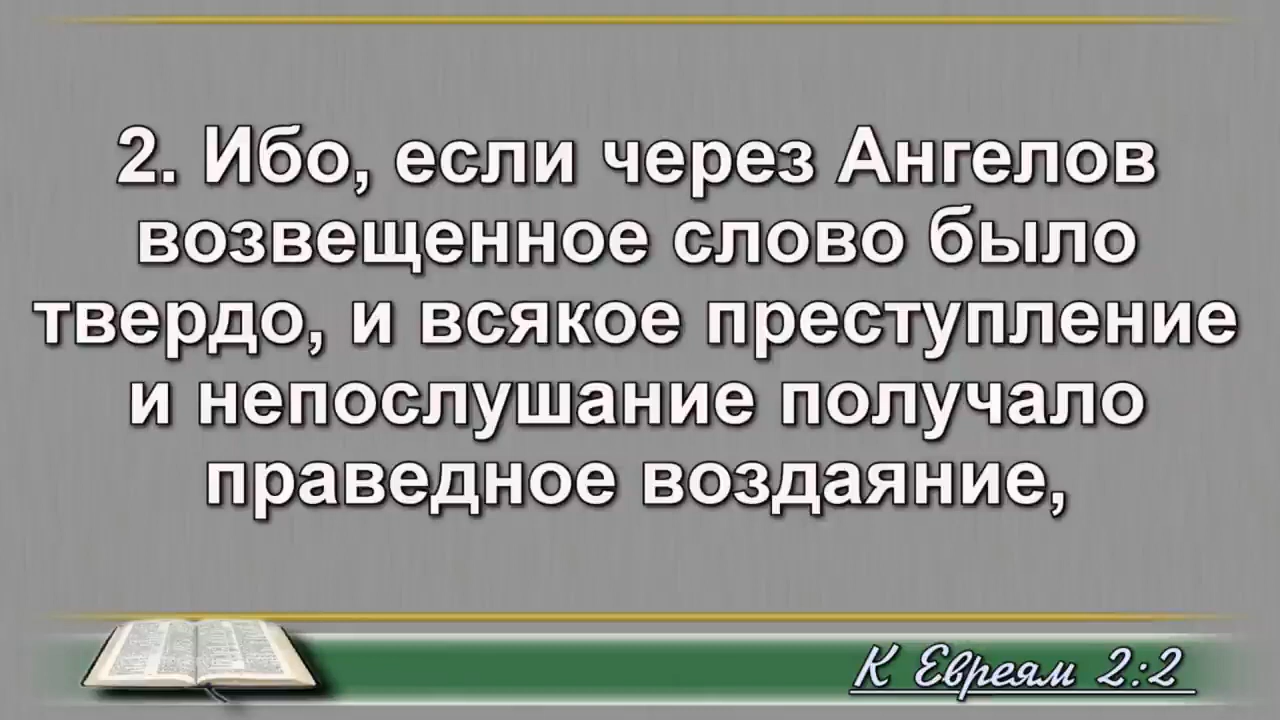 2. Ибо, если через Ангелов
возвещенное слово было
твердо, и всякое преступление
и непослушание получало
праведное воздаяние,
К Евреям 2:2